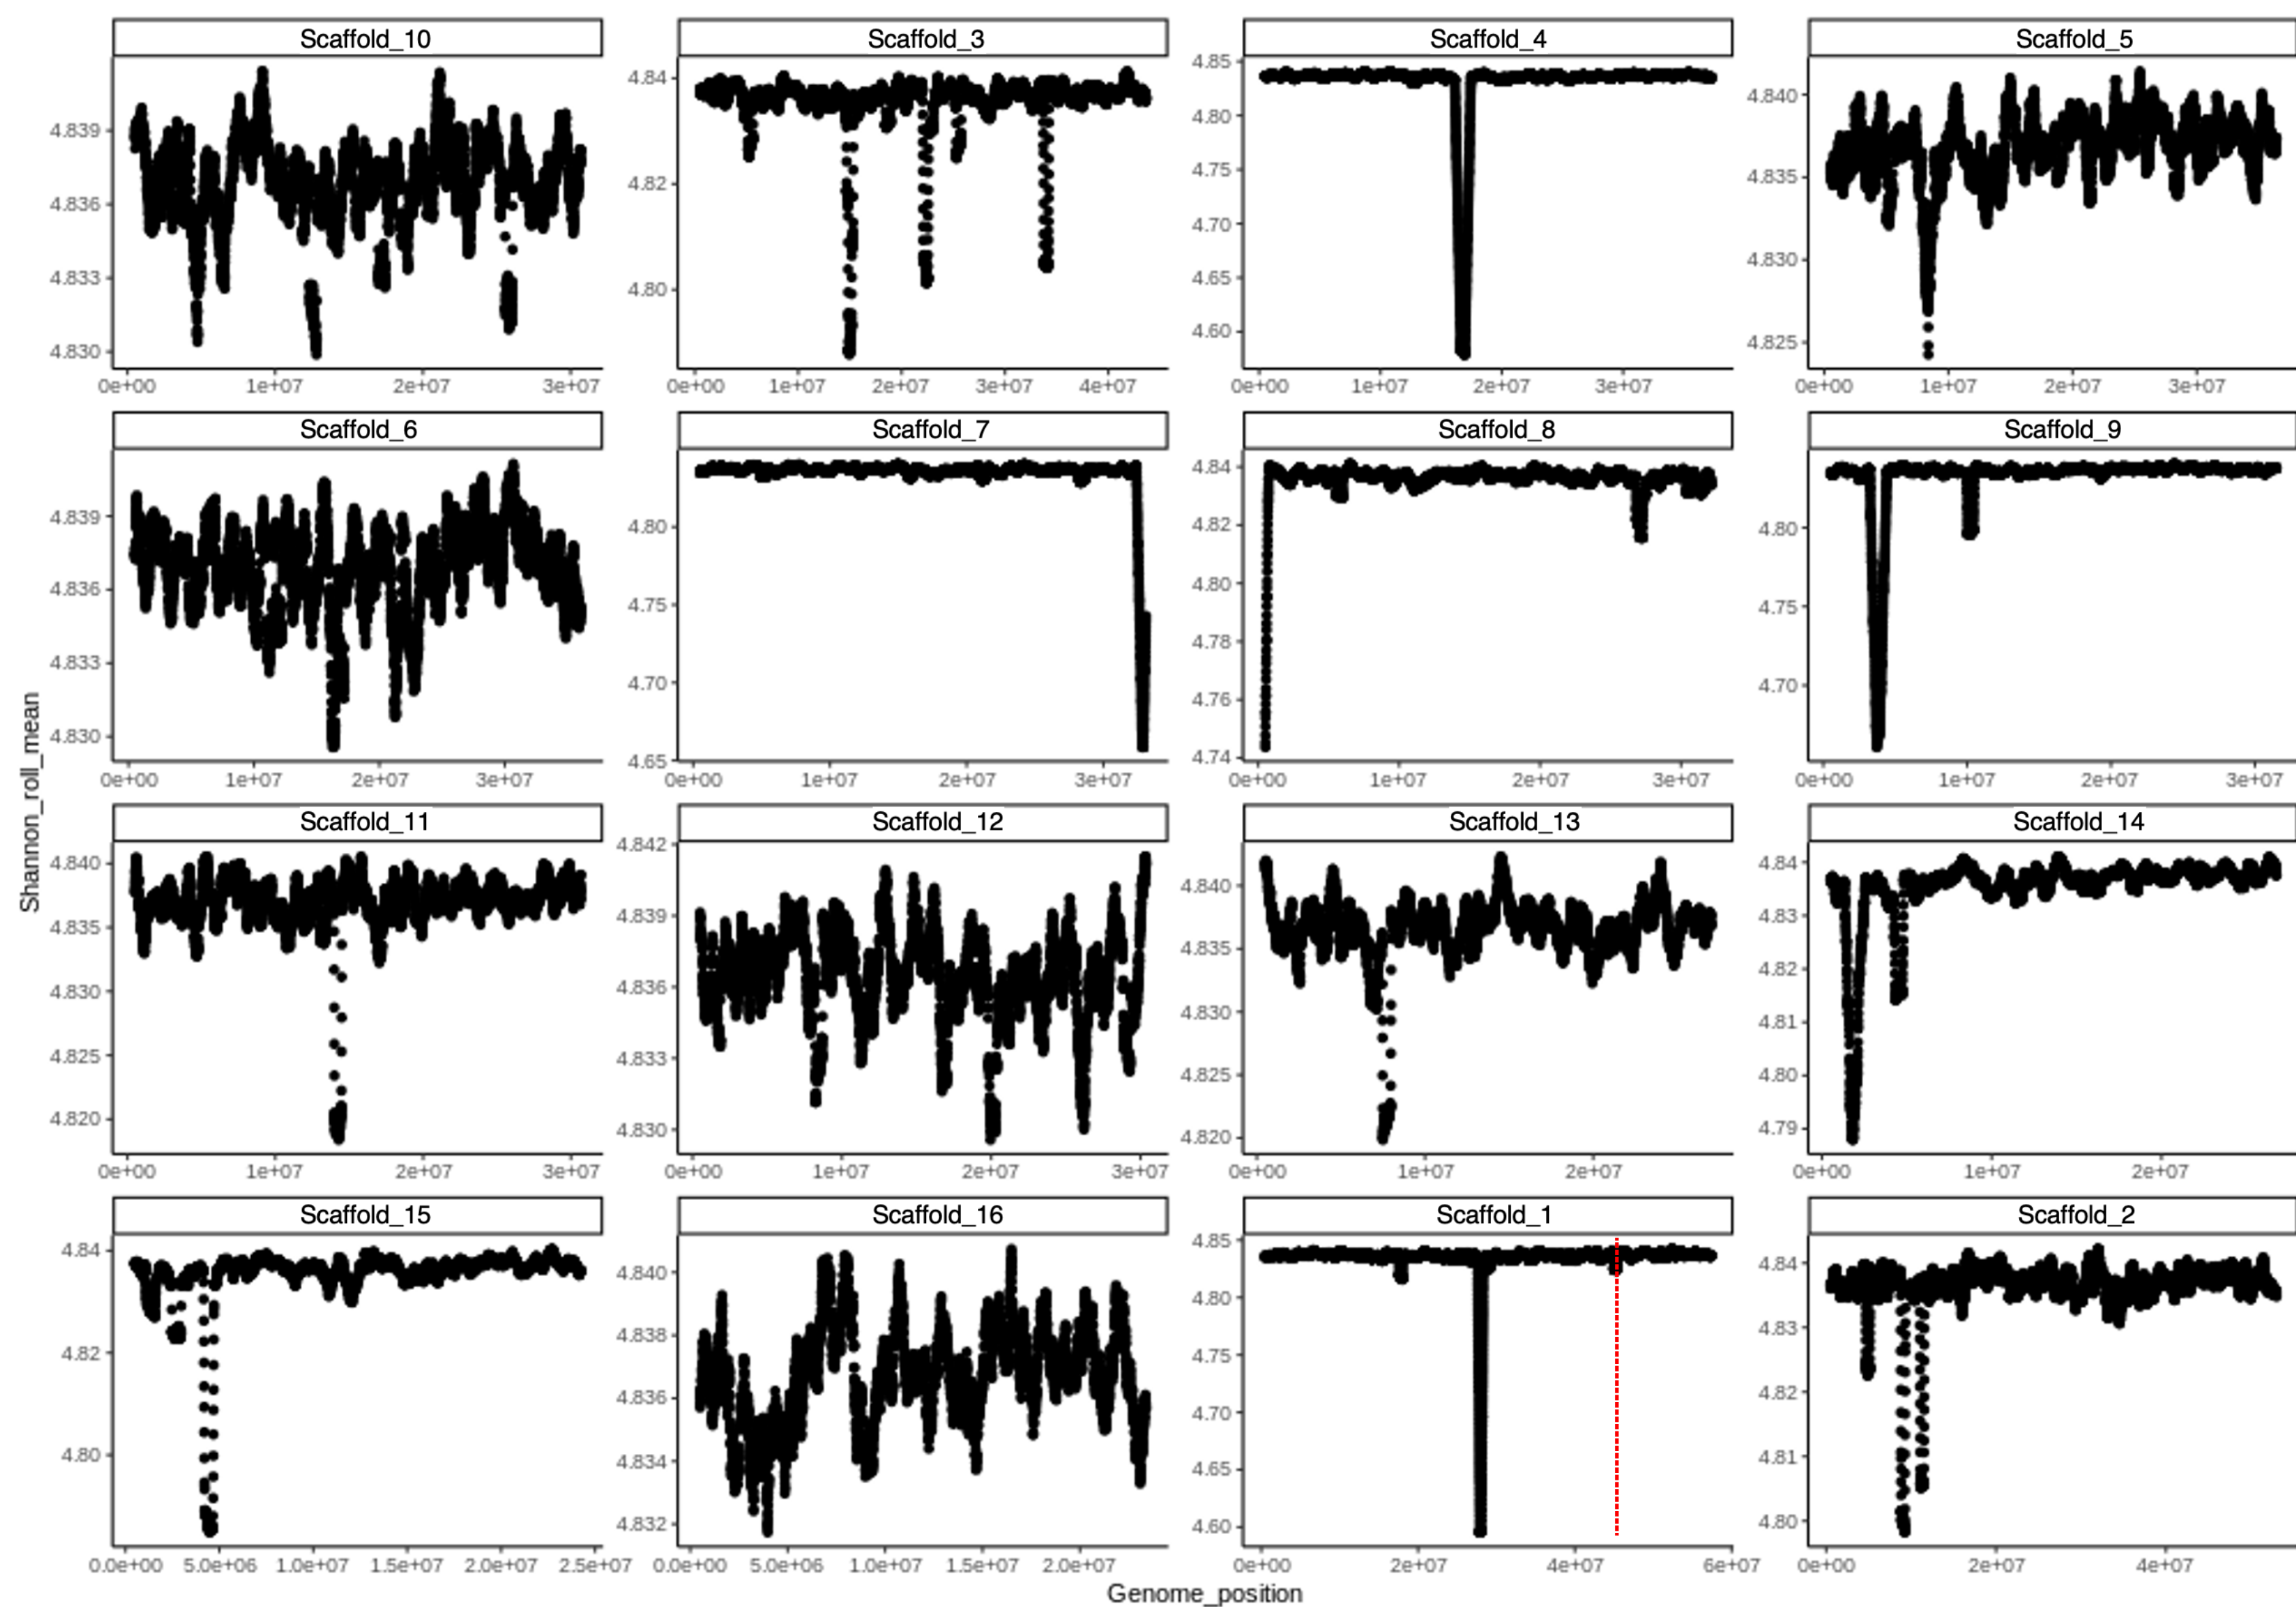 Scaffold_10 Scaffold_3 Scaffold_4 Scaffold_5
4.839 4.836 4.833 4.830
0e+00 1e+07 2e+07 3e+07
4.84 4.82 4.80
0e+00 1e+07 2e+07 3e+07 4e+07
4.85 4.80 4.75 4.70 4.65 4.60
0e+00 1e+07 2e+07 3e+07
4.840 4.835 4.830 4.825
0e+00 1e+07 2e+07 3e+07
Scaffold_6 Scaffold_7 Scaffold_8 Scaffold_9
4.839 4.836 4.833 4.830
0e+00 1e+07 2e+07 3e+07
4.80 4.75 4.70 4.65
0e+00 1e+07 2e+07 3e+07
4.84 4.82 4.80 4.78 4.76 4.74
0e+00 1e+07 2e+07 3e+07
4.80 4.75 4.70
0e+00 1e+07 2e+07 3e+07
Shannon_roll_mean
Scaffold_11 Scaffold_12 Scaffold_13 Scaffold_14
4.840 4.835 4.830 4.825 4.820
0e+00 1e+07 2e+07 3e+07
4.842 4.839 4.836 4.833 4.830
0e+00 1e+07 2e+07 3e+07
4.840 4.835 4.830 4.825 4.820
0e+00 1e+07 2e+07
4.84 4.83 4.82 4.81 4.80 4.79
0e+00 1e+07 2e+07
Scaffold_15 Scaffold_16 Scaffold_1 Scaffold_2
4.84 4.82 4.80
0.0e+00 5.0e+06 1.0e+07 1.5e+07 2.0e+07 2.5e+07
4.840 4.838 4.836 4.834 4.832
0.0e+00 5.0e+06 1.0e+07 1.5e+07 2.0e+07
4.85 4.80 4.75 4.70 4.65 4.60
0e+00 2e+07 4e+07 6e+07
4.84 4.83 4.82 4.81 4.80
0e+00 2e+07 4e+07
Genome_position